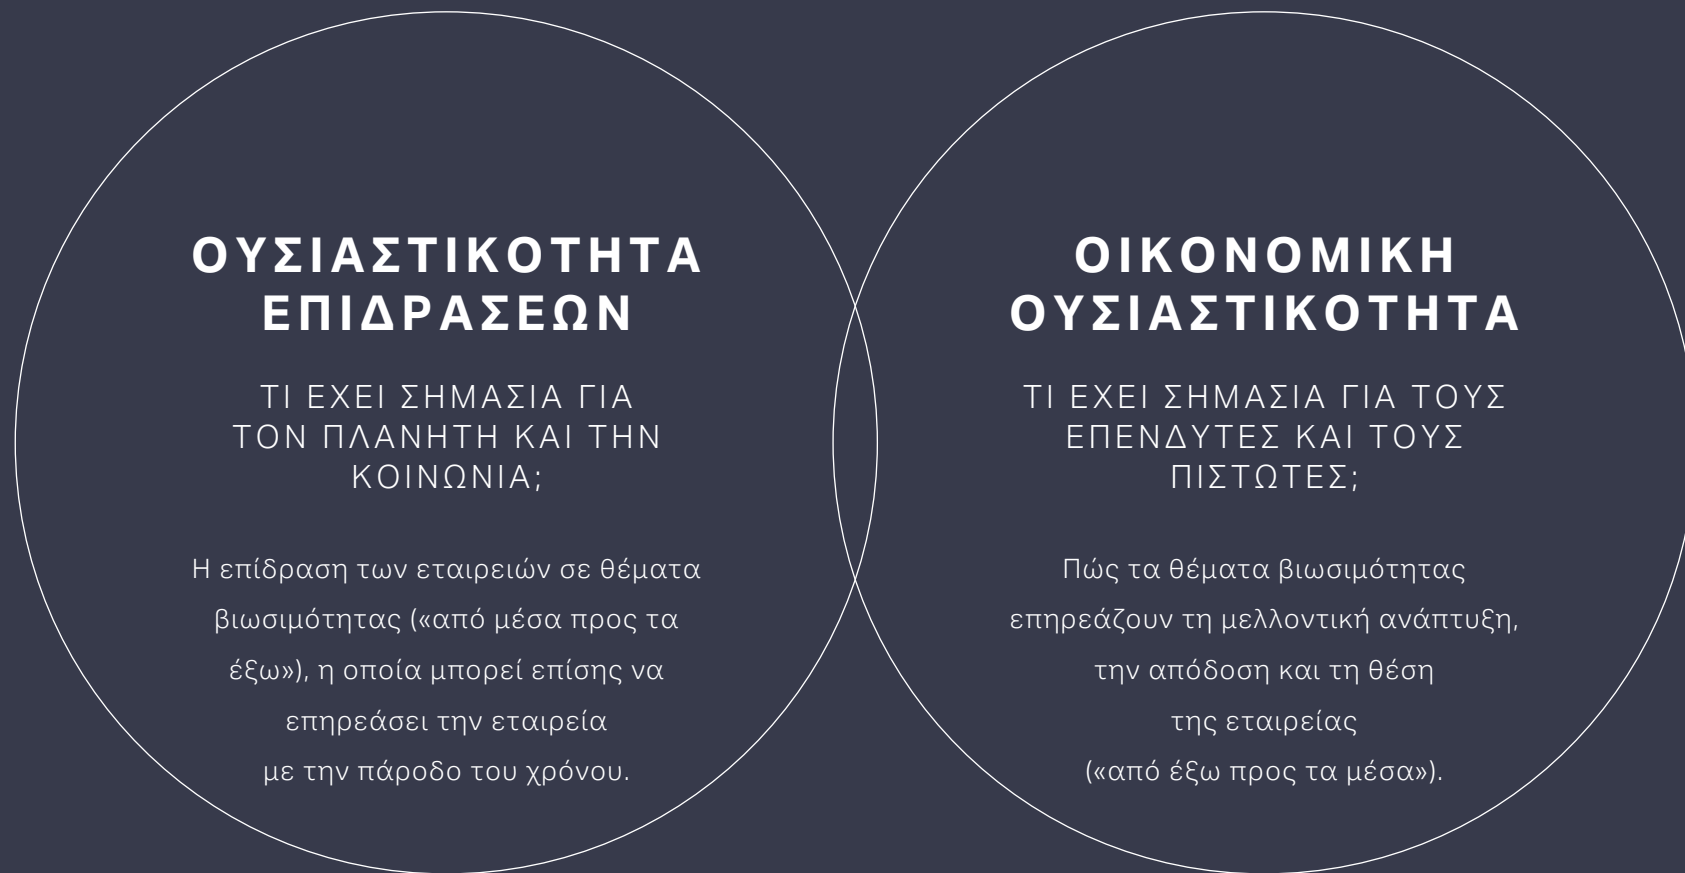 ΟΥΣΙΑΣΤΙΚΟΤΗΤΑ
ΕΠΙΔΡΑΣΕΩΝ
ΤΙ ΕΧΕΙ ΣΗΜΑΣΙΑ ΓΙΑ
ΤΟΝ ΠΛΑΝΗΤΗ ΚΑΙ ΤΗΝ
ΚΟΙΝΩΝΙΑ;
Η επίδραση των εταιρειών σε θέματα
βιωσιμότητας («από μέσα προς τα
έξω»), η οποία μπορεί επίσης να
επηρεάσει την εταιρεία
με την πάροδο του χρόνου.
ΟΙΚΟΝΟΜΙΚΗ
ΟΥΣΙΑΣΤΙΚΟΤΗΤΑ
ΤΙ ΕΧΕΙ ΣΗΜΑΣΙΑ ΓΙΑ ΤΟΥΣ
ΕΠΕΝΔΥΤΕΣ ΚΑΙ ΤΟΥΣ
ΠΙΣΤΩΤΕΣ;
Πώς τα θέματα βιωσιμότητας
επηρεάζουν τη μελλοντική ανάπτυξη,
την απόδοση και τη θέση
της εταιρείας
(«από έξω προς τα μέσα»).